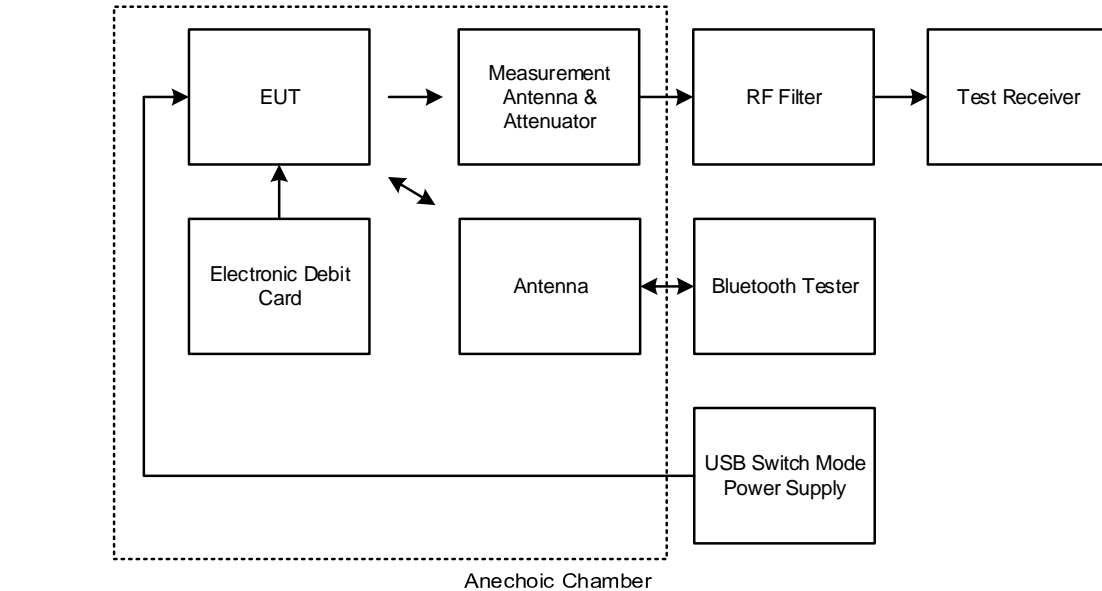 EUT
Measurement
Antenna &
Attenuator
RF Filter
Test Receiver
Electronic Debit
Card
Antenna
Bluetooth Tester
USB Switch Mode
Power Supply
Anechoic Chamber